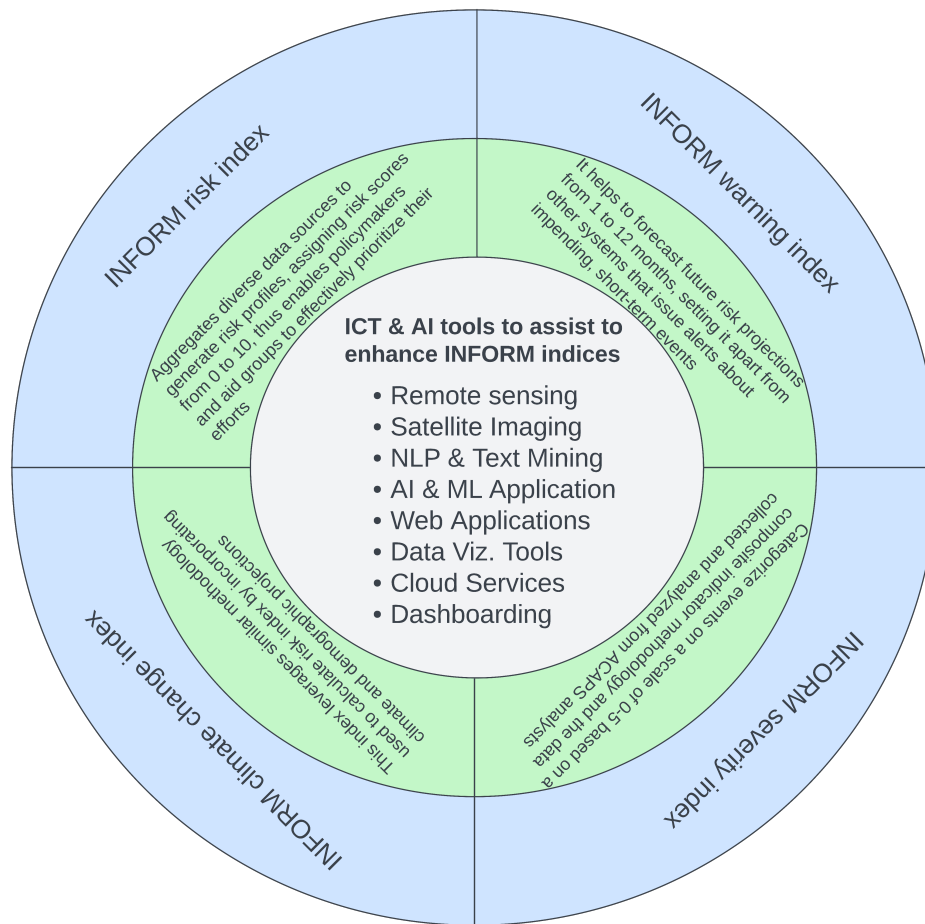 INFORM risk index
Aggregates diverse data sources to
generate risk profiles, assigning risk scores
from 0 to 10, thus enables policymakers
and aid groups to effectively prioritize their
efforts
INFORM warning index
It helps to forecast future risk projections
from 1 to 12 months, setting it apart from
other systems that issue alerts about
impending, short-term events
ICT & AI tools to assist to
enhance INFORM indices
• Remote sensing
• Satellite Imaging
• NLP & Text Mining
• AI & ML Application
• Web Applications
• Data Viz. Tools
• Cloud Services
• Dashboarding
INFORM climate change index
This index leverages similar methodology
used to calculate risk index by incorporating
climate and demographic projections
INFORM severity index
Categorize events on a scale of 0-5 based on a
composite indicator methodology and the data
collected and analyzed from ACAPS analysts